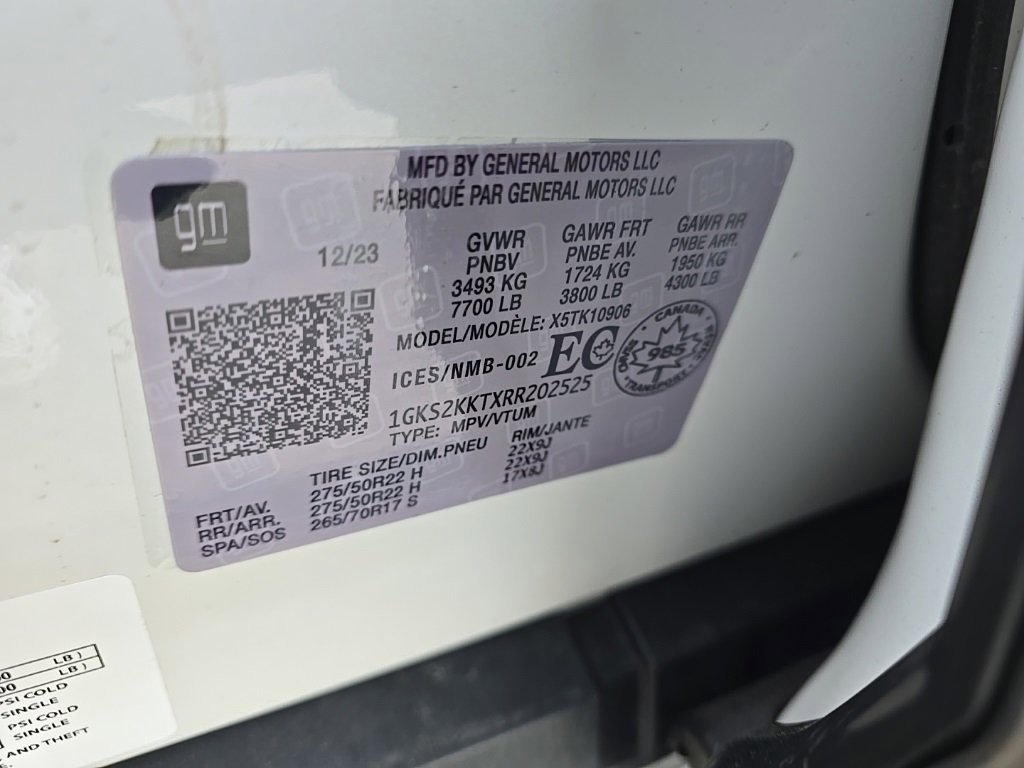 MFD BY GENERAL MOTORS LLC
FABRIQUÉ PAR GENERAL MOTORS LLC
gm
12/23
GVWR
PNBV
3493 KG
7700 LB
GAWR FRT
PNBE AV.
1724 KG
3800 LB
GAWR RR
PNBE ARR.
1950 KG
4300 LB
MODEL/MODÈLE: X5TK10906
ICES/NMB-002
EC
CANADA
985
TRANSPORT
1GKS2KKTXRR202525
TYPE: MPV/VTUM
TIRE SIZE/DIM.PNEU RIM/JANTE
FRT/AV. 275/50R22 H 22X9J
RR/ARR. 275/50R22 H 22X9J
SPA/SOS 265/70R17 S 17X8J
LB )
LB )
PSI COLD
SINGLE
PSI COLD
SINGLE
AND THEFT